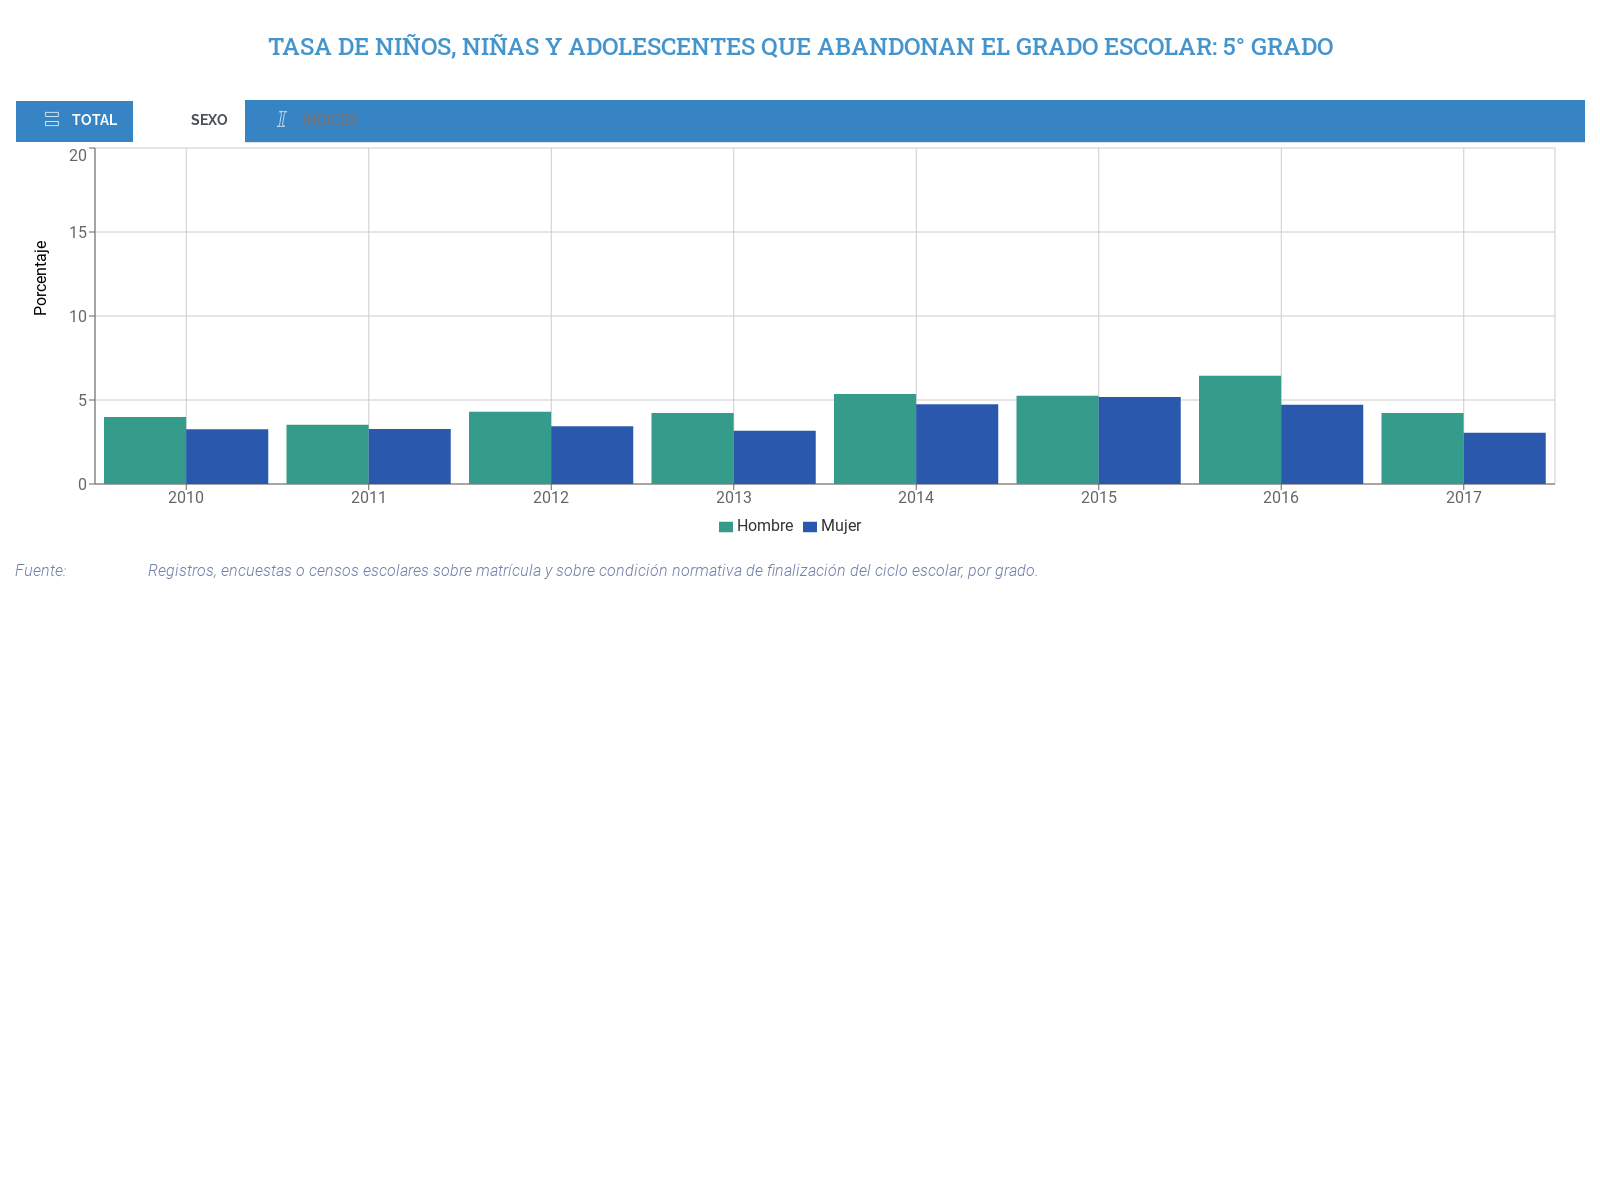 TASA DE NIÑOS, NIÑAS Y ADOLESCENTES QUE ABANDONAN EL GRADO ESCOLAR: 5° GRADO
TOTAL SEXO INDICES
20
15
10
5
0
Porcentaje
2010 2011 2012 2013 2014 2015 2016 2017
Hombre Mujer
Fuente: Registros, encuestas o censos escolares sobre matrícula y sobre condición normativa de finalización del ciclo escolar, por grado.